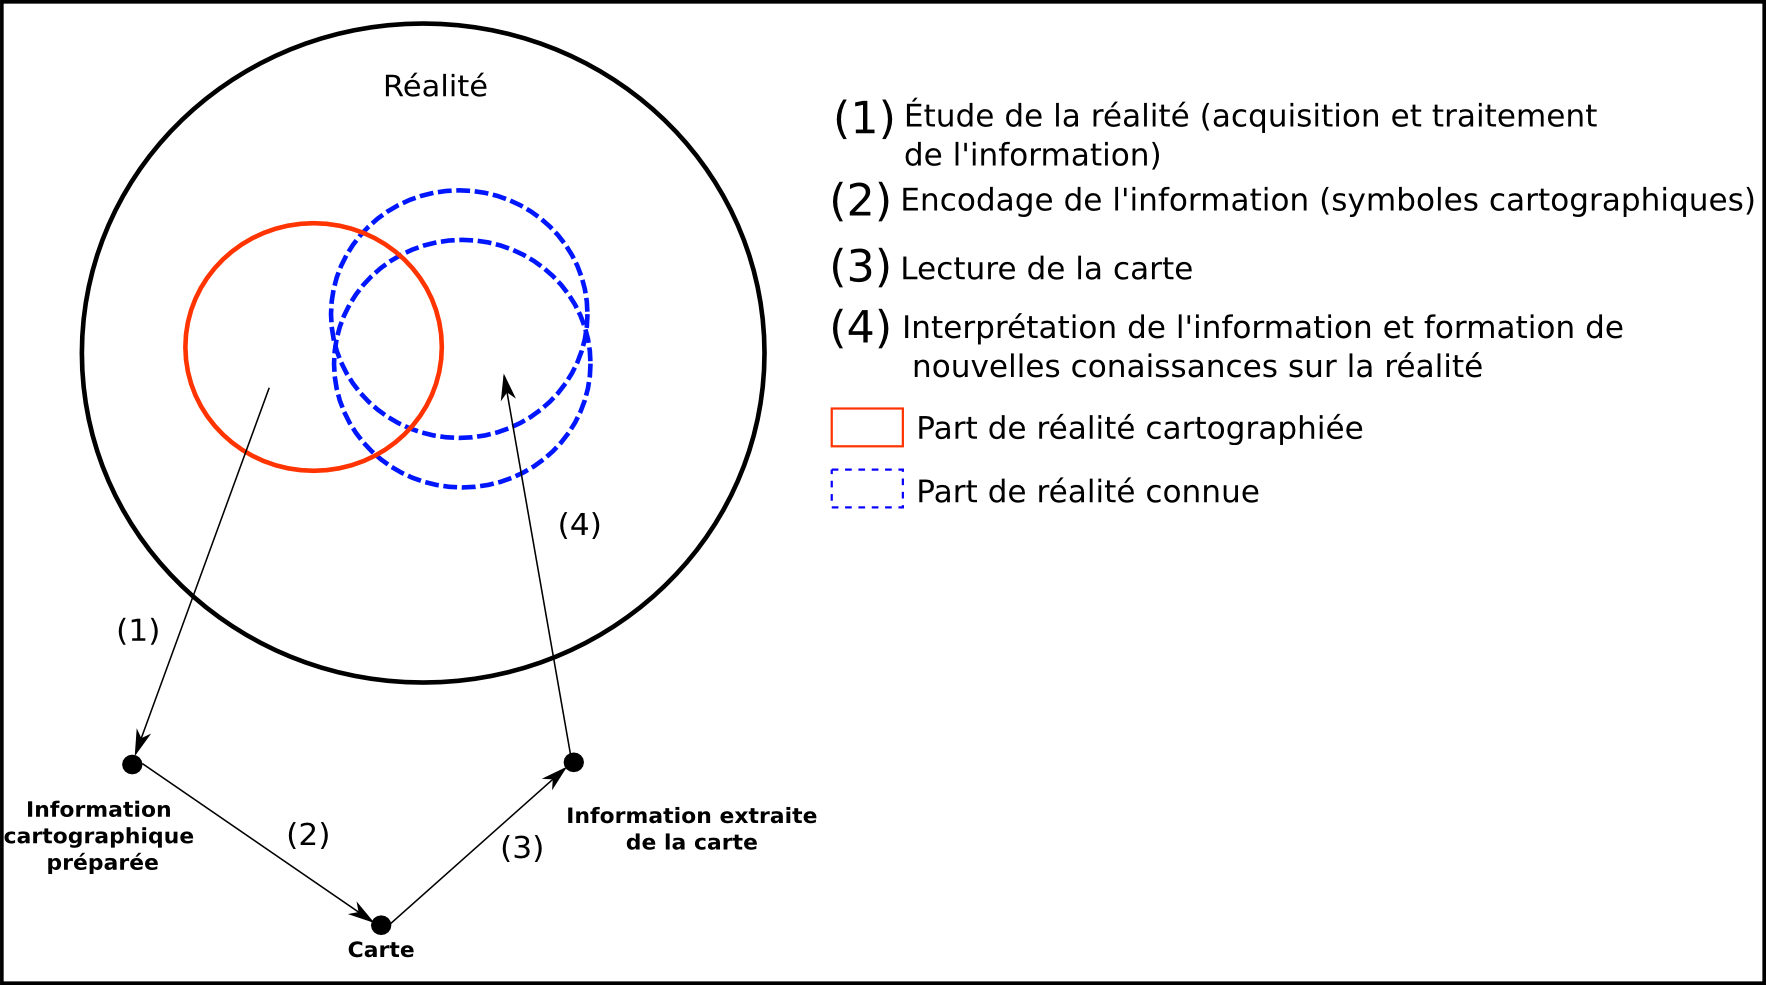 Réalité
(1) Étude de la réalité (acquisition et traitement
de l'information)
(2) Encodage de l'information (symboles cartographiques)
(3) Lecture de la carte
(4) Interprétation de l'information et formation de
nouvelles conaissances sur la réalité
Part de réalité cartographiée
Part de réalité connue
(4)
(1)
Information
cartographique
préparée
(2)
(3)
Information extraite
de la carte
Carte